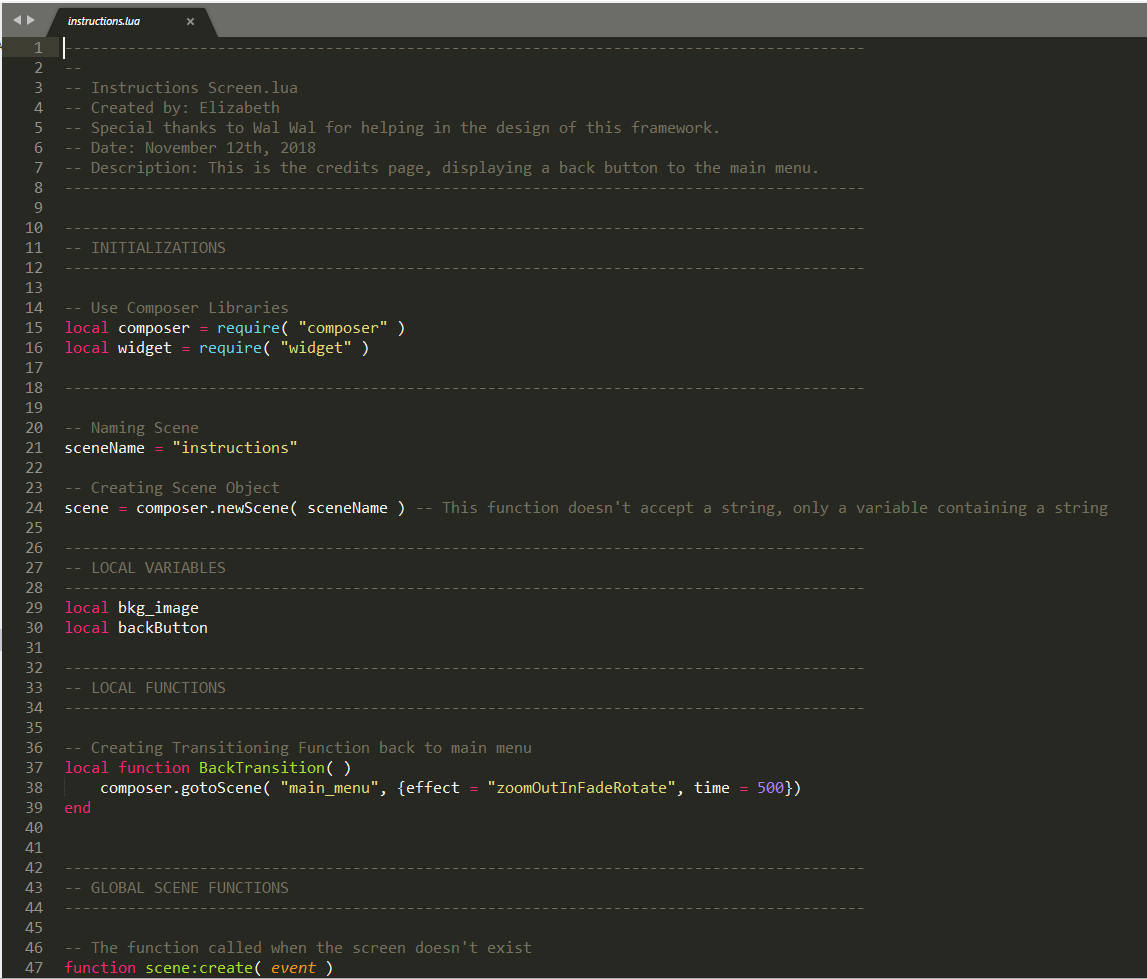 instructions.lua ×
1 -----------------------------------------------------------------------------------------
2 --
3 -- Instructions Screen.lua
4 -- Created by: Elizabeth
5 -- Special thanks to Wal Wal for helping in the design of this framework.
6 -- Date: November 12th, 2018
7 -- Description: This is the credits page, displaying a back button to the main menu.
8 -----------------------------------------------------------------------------------------
9
10 -----------------------------------------------------------------------------------------
11 -- INITIALIZATIONS
12 -----------------------------------------------------------------------------------------
13
14 -- Use Composer Libraries
15 local composer = require( "composer" )
16 local widget = require( "widget" )
17
18 -----------------------------------------------------------------------------------------
19
20 -- Naming Scene
21 sceneName = "instructions"
22
23 -- Creating Scene Object
24 scene = composer.newScene( sceneName ) -- This function doesn't accept a string, only a variable containing a string
25
26 -----------------------------------------------------------------------------------------
27 -- LOCAL VARIABLES
28 -----------------------------------------------------------------------------------------
29 local bkg_image
30 local backButton
31
32 -----------------------------------------------------------------------------------------
33 -- LOCAL FUNCTIONS
34 -----------------------------------------------------------------------------------------
35
36 -- Creating Transitioning Function back to main menu
37 local function BackTransition( )
38     composer.gotoScene( "main_menu", {effect = "zoomOutInFadeRotate", time = 500})
39 end
40
41
42 -----------------------------------------------------------------------------------------
43 -- GLOBAL SCENE FUNCTIONS
44 -----------------------------------------------------------------------------------------
45
46 -- The function called when the screen doesn't exist
47 function scene:create( event )